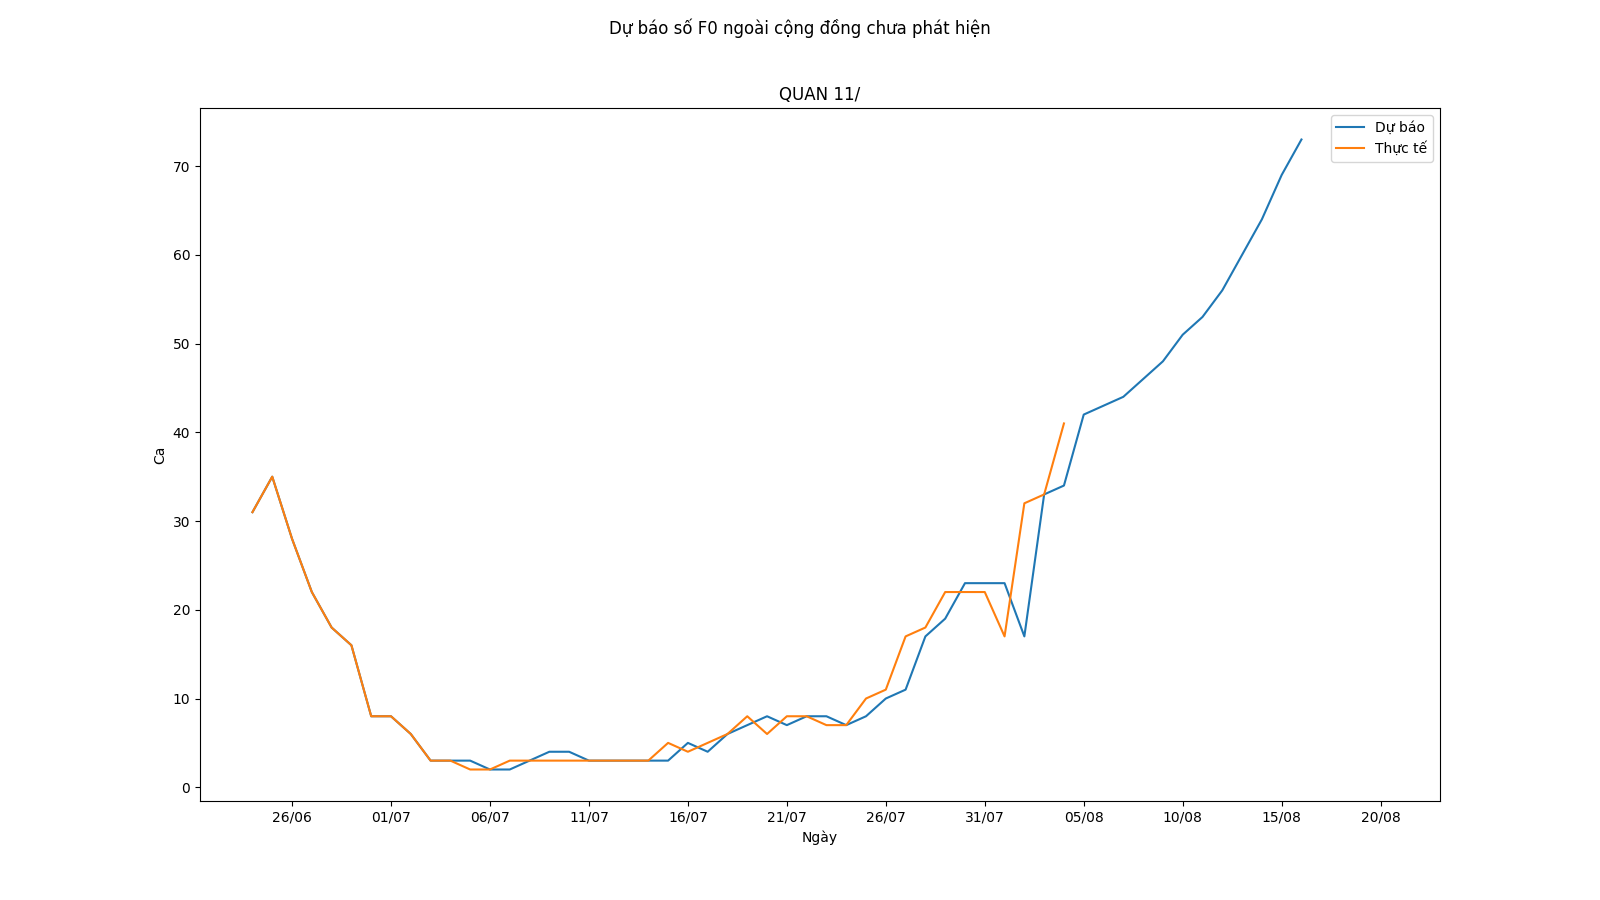 Dự báo số F0 ngoài cộng đồng chưa phát hiện
QUAN 11/
Dự báo
Thực tế
70
60
50
40
30
20
10
0
Ca
26/06 01/07 06/07 11/07 16/07 21/07 26/07 31/07 05/08 10/08 15/08 20/08
Ngày